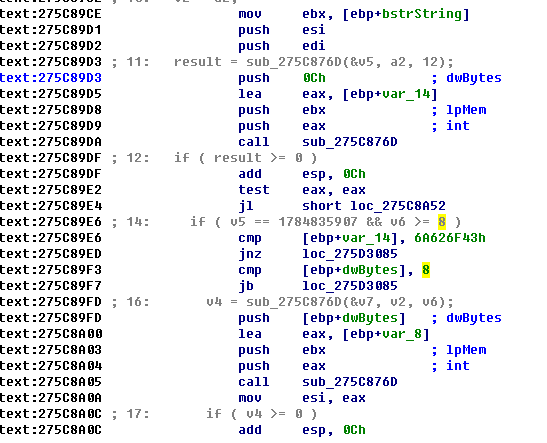 text:275C89CE mov ebx, [ebp+bstrString]
text:275C89D1 push esi
text:275C89D2 push edi
text:275C89D3 ; 11: result = sub_275C876D(&v5, a2, 12);
text:275C89D3 push 0Ch ; dwBytes
text:275C89D5 lea eax, [ebp+var_14]
text:275C89D8 push ebx ; lpMem
text:275C89D9 push eax ; int
text:275C89DA call sub_275C876D
text:275C89DF ; 12: if ( result >= 0 )
text:275C89DF add esp, 0Ch
text:275C89E2 test eax, eax
text:275C89E4 jl short loc_275C8A52
text:275C89E6 ; 14: if ( v5 == 1784835907 && v6 >= 8 )
text:275C89E6 cmp [ebp+var_14], 6A626F43h
text:275C89ED jnz loc_275D3085
text:275C89F3 cmp [ebp+dwBytes], 8
text:275C89F7 jb loc_275D3085
text:275C89FD ; 16: v4 = sub_275C876D(&v7, v2, v6);
text:275C89FD push [ebp+dwBytes] ; dwBytes
text:275C8A00 lea eax, [ebp+var_8]
text:275C8A03 push ebx ; lpMem
text:275C8A04 push eax ; int
text:275C8A05 call sub_275C876D
text:275C8A0A mov esi, eax
text:275C8A0C ; 17: if ( v4 >= 0 )
text:275C8A0C add esp, 0Ch